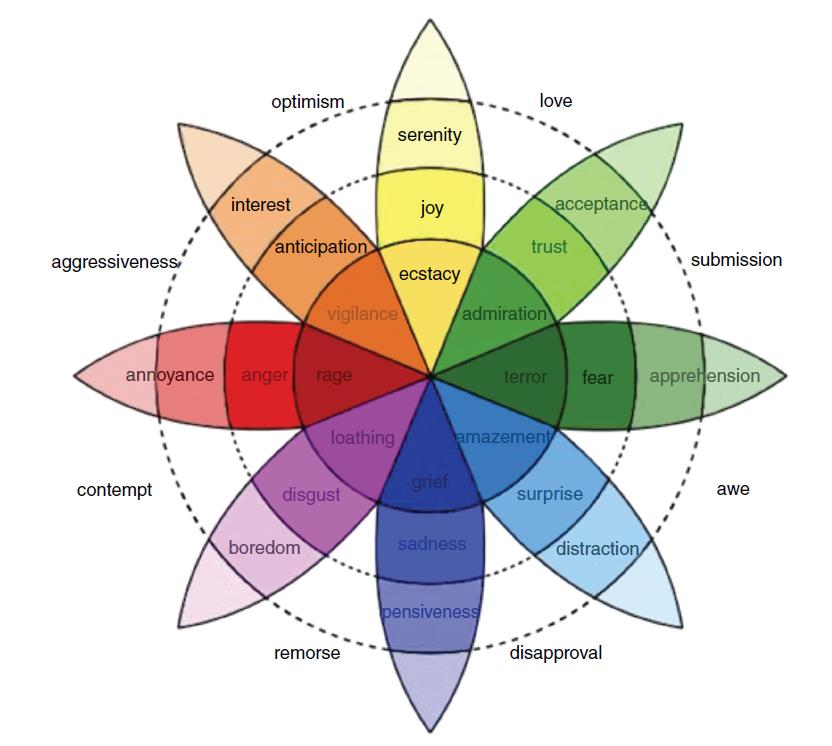 optimism
love
serenity
interest
joy
acceptance
anticipation
trust
aggressiveness
submission
ecstacy
vigilance
admiration
annoyance
anger
rage
terror
fear
apprehension
loathing
amazement
contempt
grief
awe
disgust
surprise
boredom
sadness
distraction
pensiveness
remorse
disapproval